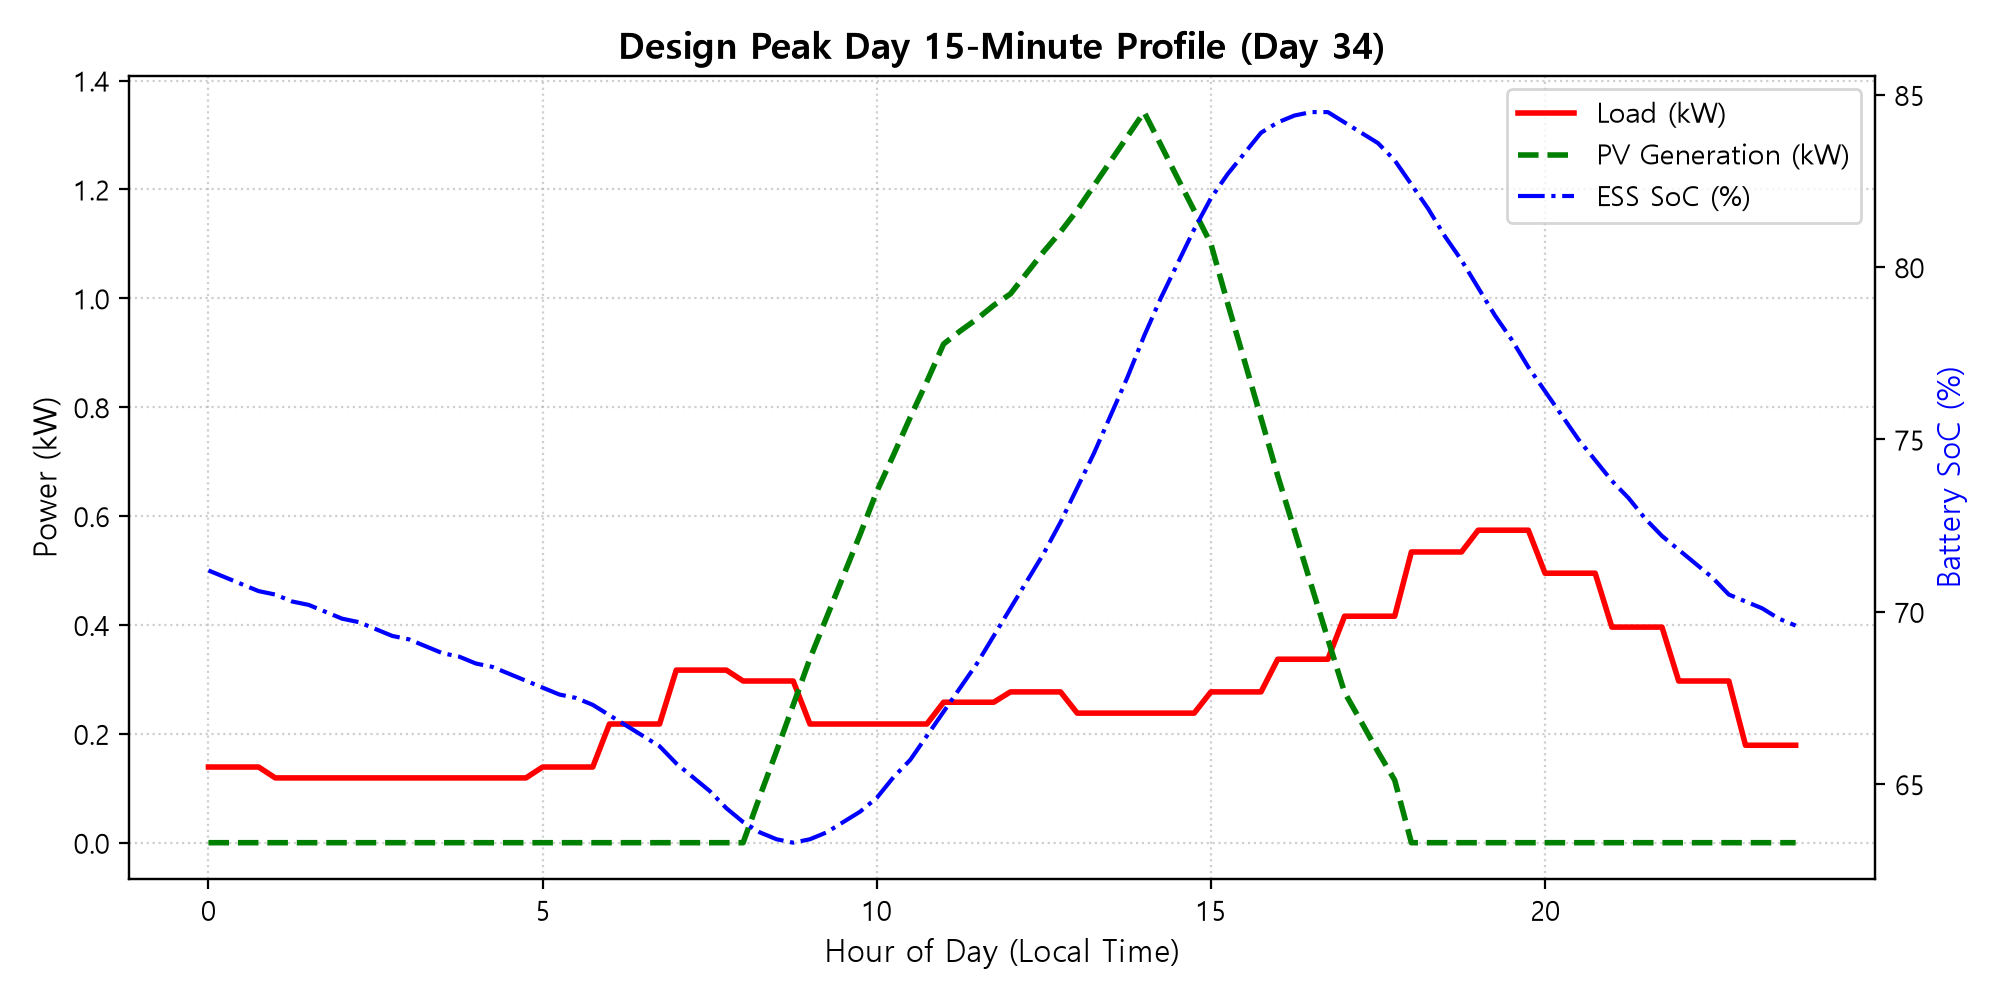 Design Peak Day 15-Minute Profile (Day 34)
1.4
1.2
1.0
0.8
0.6
0.4
0.2
0.0
Power (kW)
85
80
75
70
65
Battery SoC (%)
Load (kW)
PV Generation (kW)
ESS SoC (%)
0
5
10
15
20
Hour of Day (Local Time)